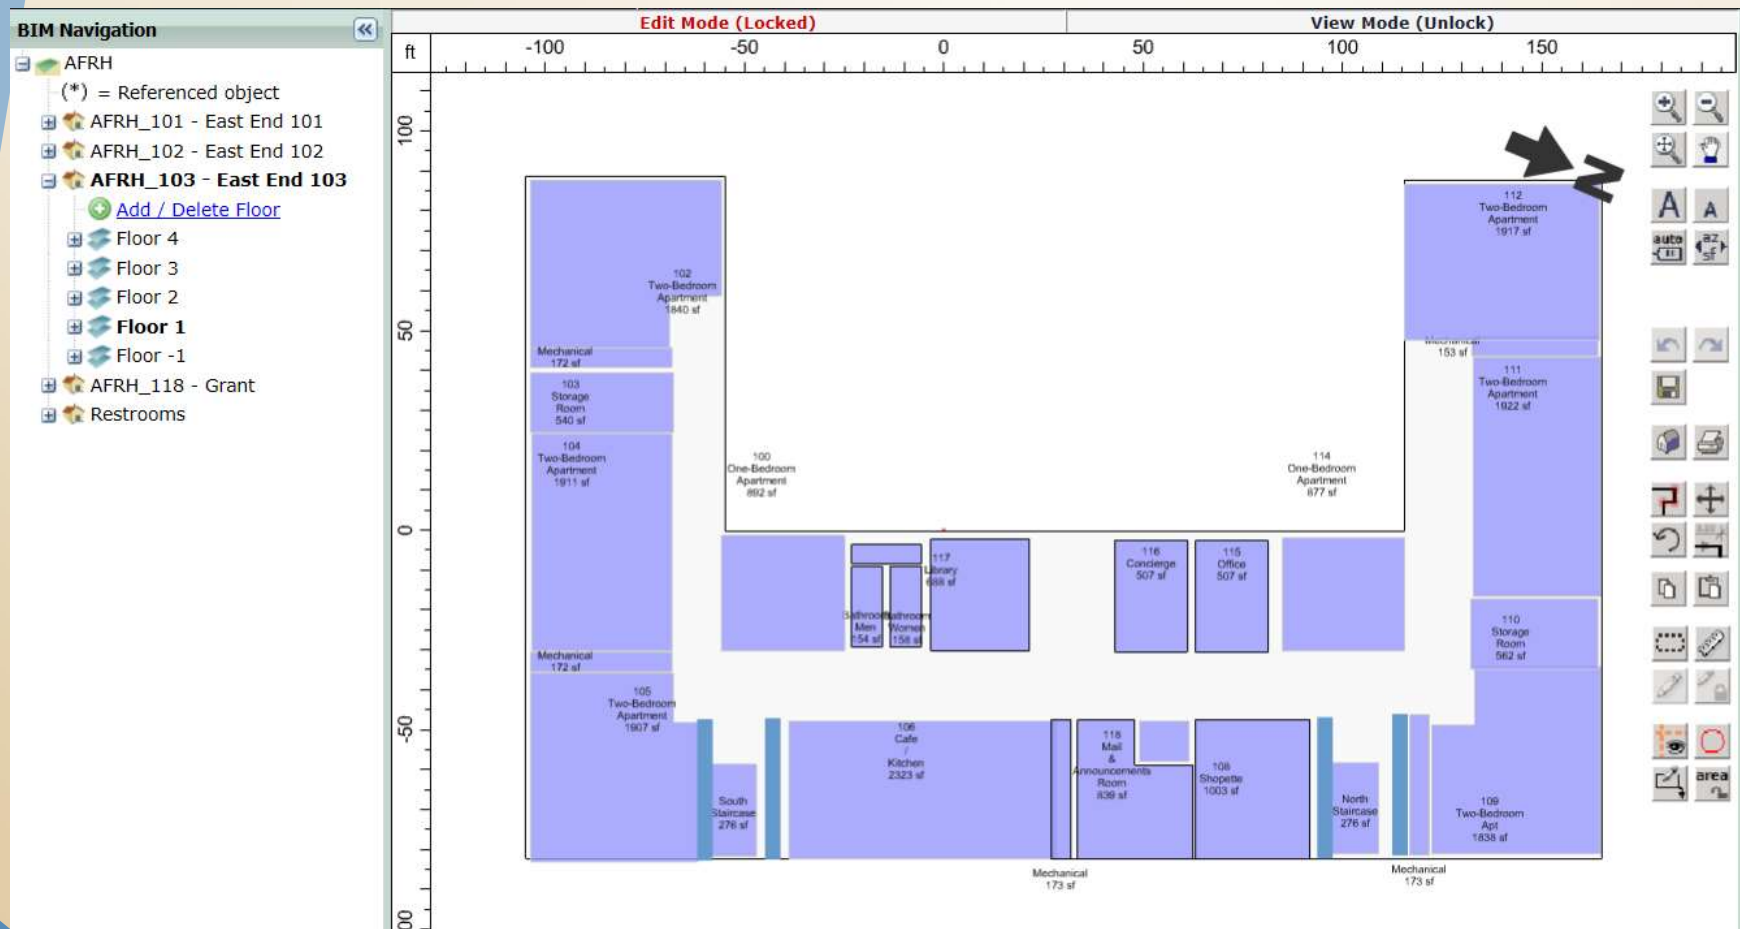 BIM Navigation
AFRH
(*) = Referenced object
AFRH_101 - East End 101
AFRH_102 - East End 102
AFRH_103 - East End 103
Add / Delete Floor
Floor 4
Floor 3
Floor 2
Floor 1
Floor -1
AFRH_118 - Grant
Restrooms
Edit Mode (Locked)
View Mode (Unlock)
ft
-100
-50
0
50
100
150
100
50
0
-50
N
102
Two-Bedroom
Apartment
1840 sf
Mechanical
172 sf
103
Storage
Room
540 sf
104
Two-Bedroom
Apartment
1911 sf
Mechanical
172 sf
105
Two-Bedroom
Apartment
1907 sf
100
One-Bedroom
Apartment
892 sf
Men
154 sf
Women
158 sf
117
Library
688 sf
116
Concierge
507 sf
115
Office
507 sf
114
One-Bedroom
Apartment
877 sf
112
Two-Bedroom
Apartment
1917 sf
153 sf
111
Two-Bedroom
Apartment
1922 sf
110
Storage
Room
562 sf
South
Staircase
276 sf
106
Cafe
/
Kitchen
2323 sf
118
Mail
&
Announcements
Room
839 sf
108
Shopette
1003 sf
North
Staircase
276 sf
109
Two-Bedroom
Apt
1838 sf
Mechanical
173 sf
Mechanical
173 sf
A
A
auto
az
sf
area